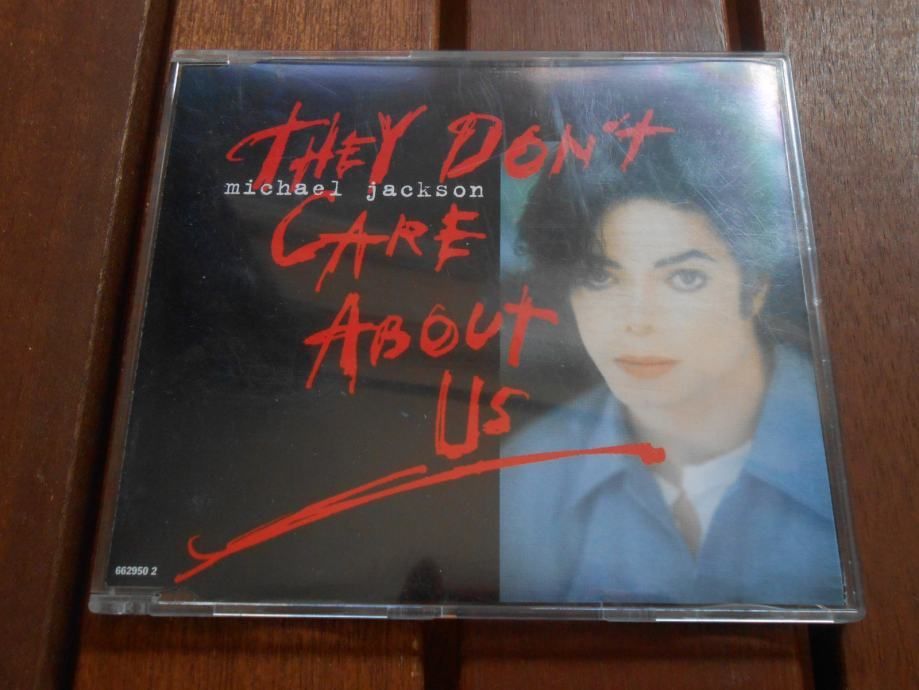 THEY DON'T
michael jackson
CARE
ABOUT
US
662950 2